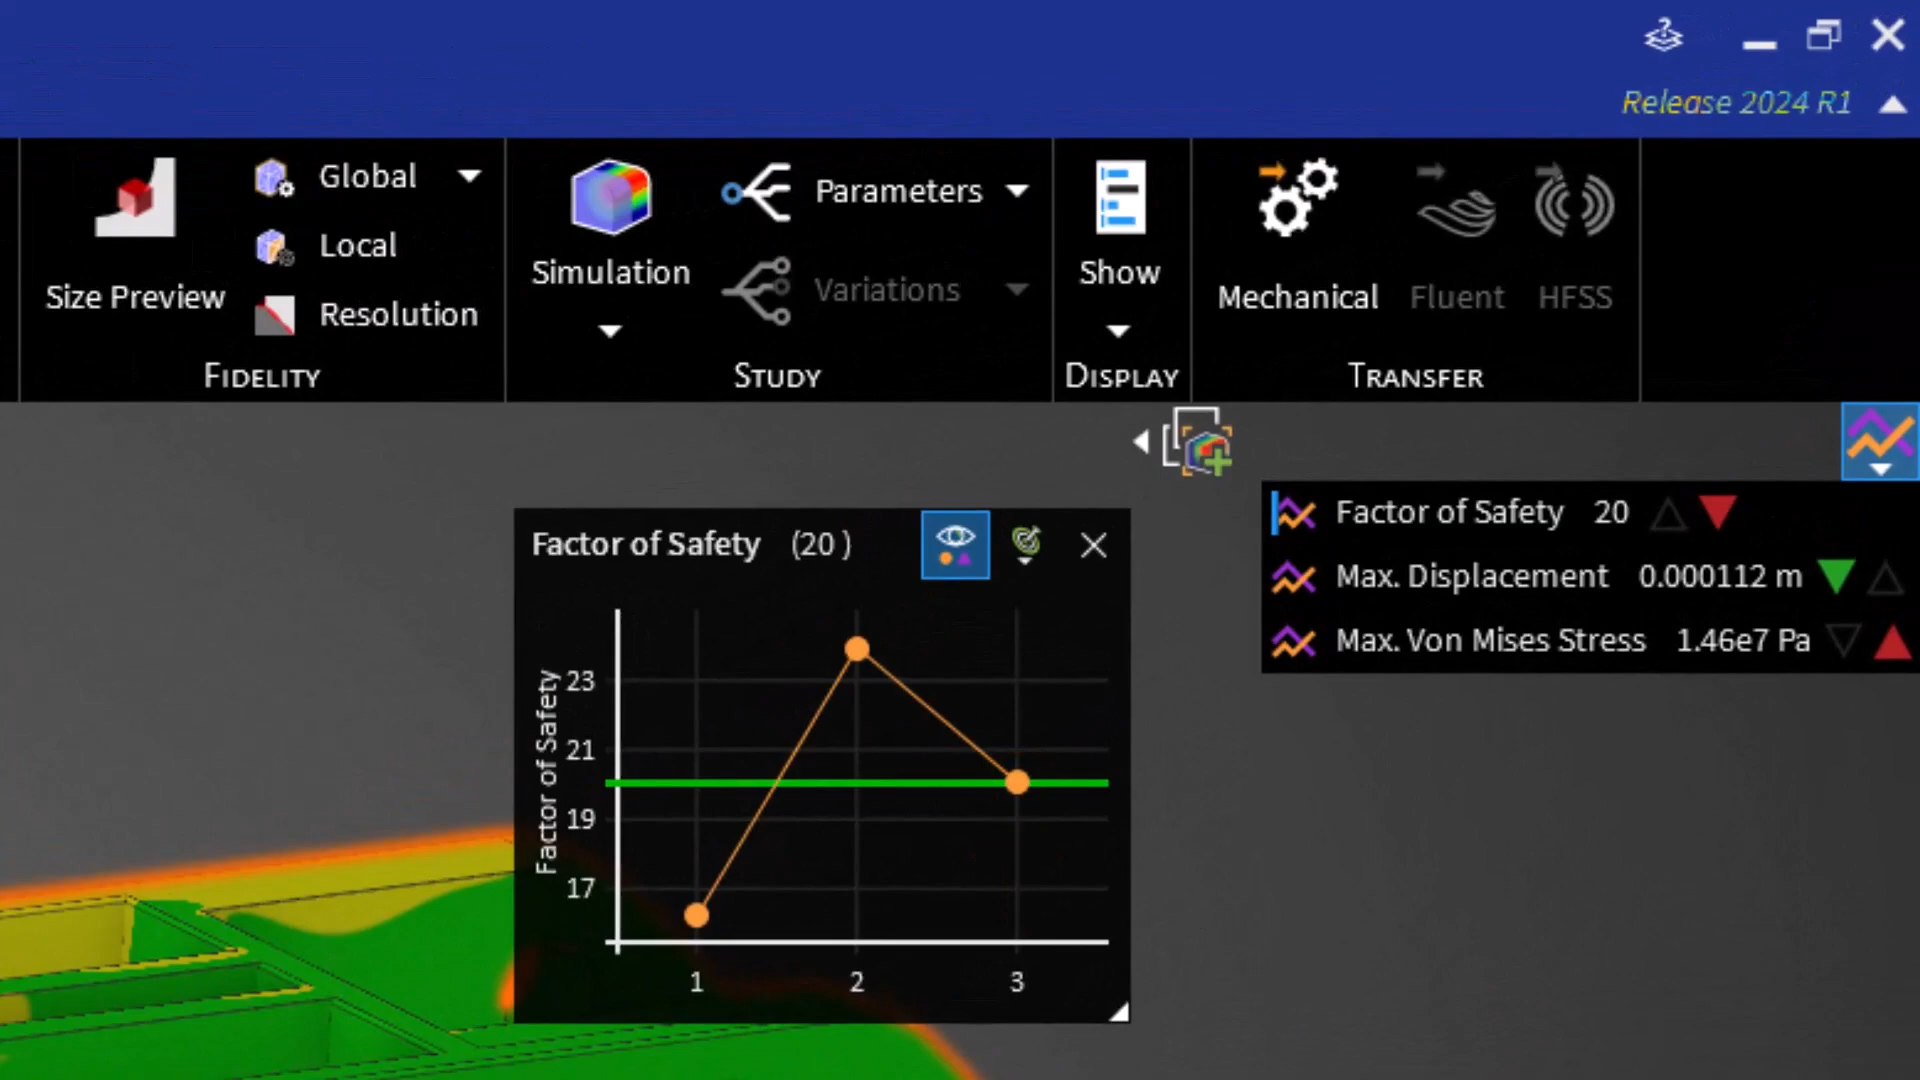 Release 2024 R1
Size Preview
Global
Local
Resolution
Fidelity
Simulation
Parameters
Variations
Study
Show
Display
Mechanical
Fluent
HFSS
Transfer
Factor of Safety 20
Max. Displacement 0.000112 m
Max. Von Mises Stress 1.46e7 Pa
Factor of Safety (20 )
Factor of Safety
23
21
19
17
1 2 3